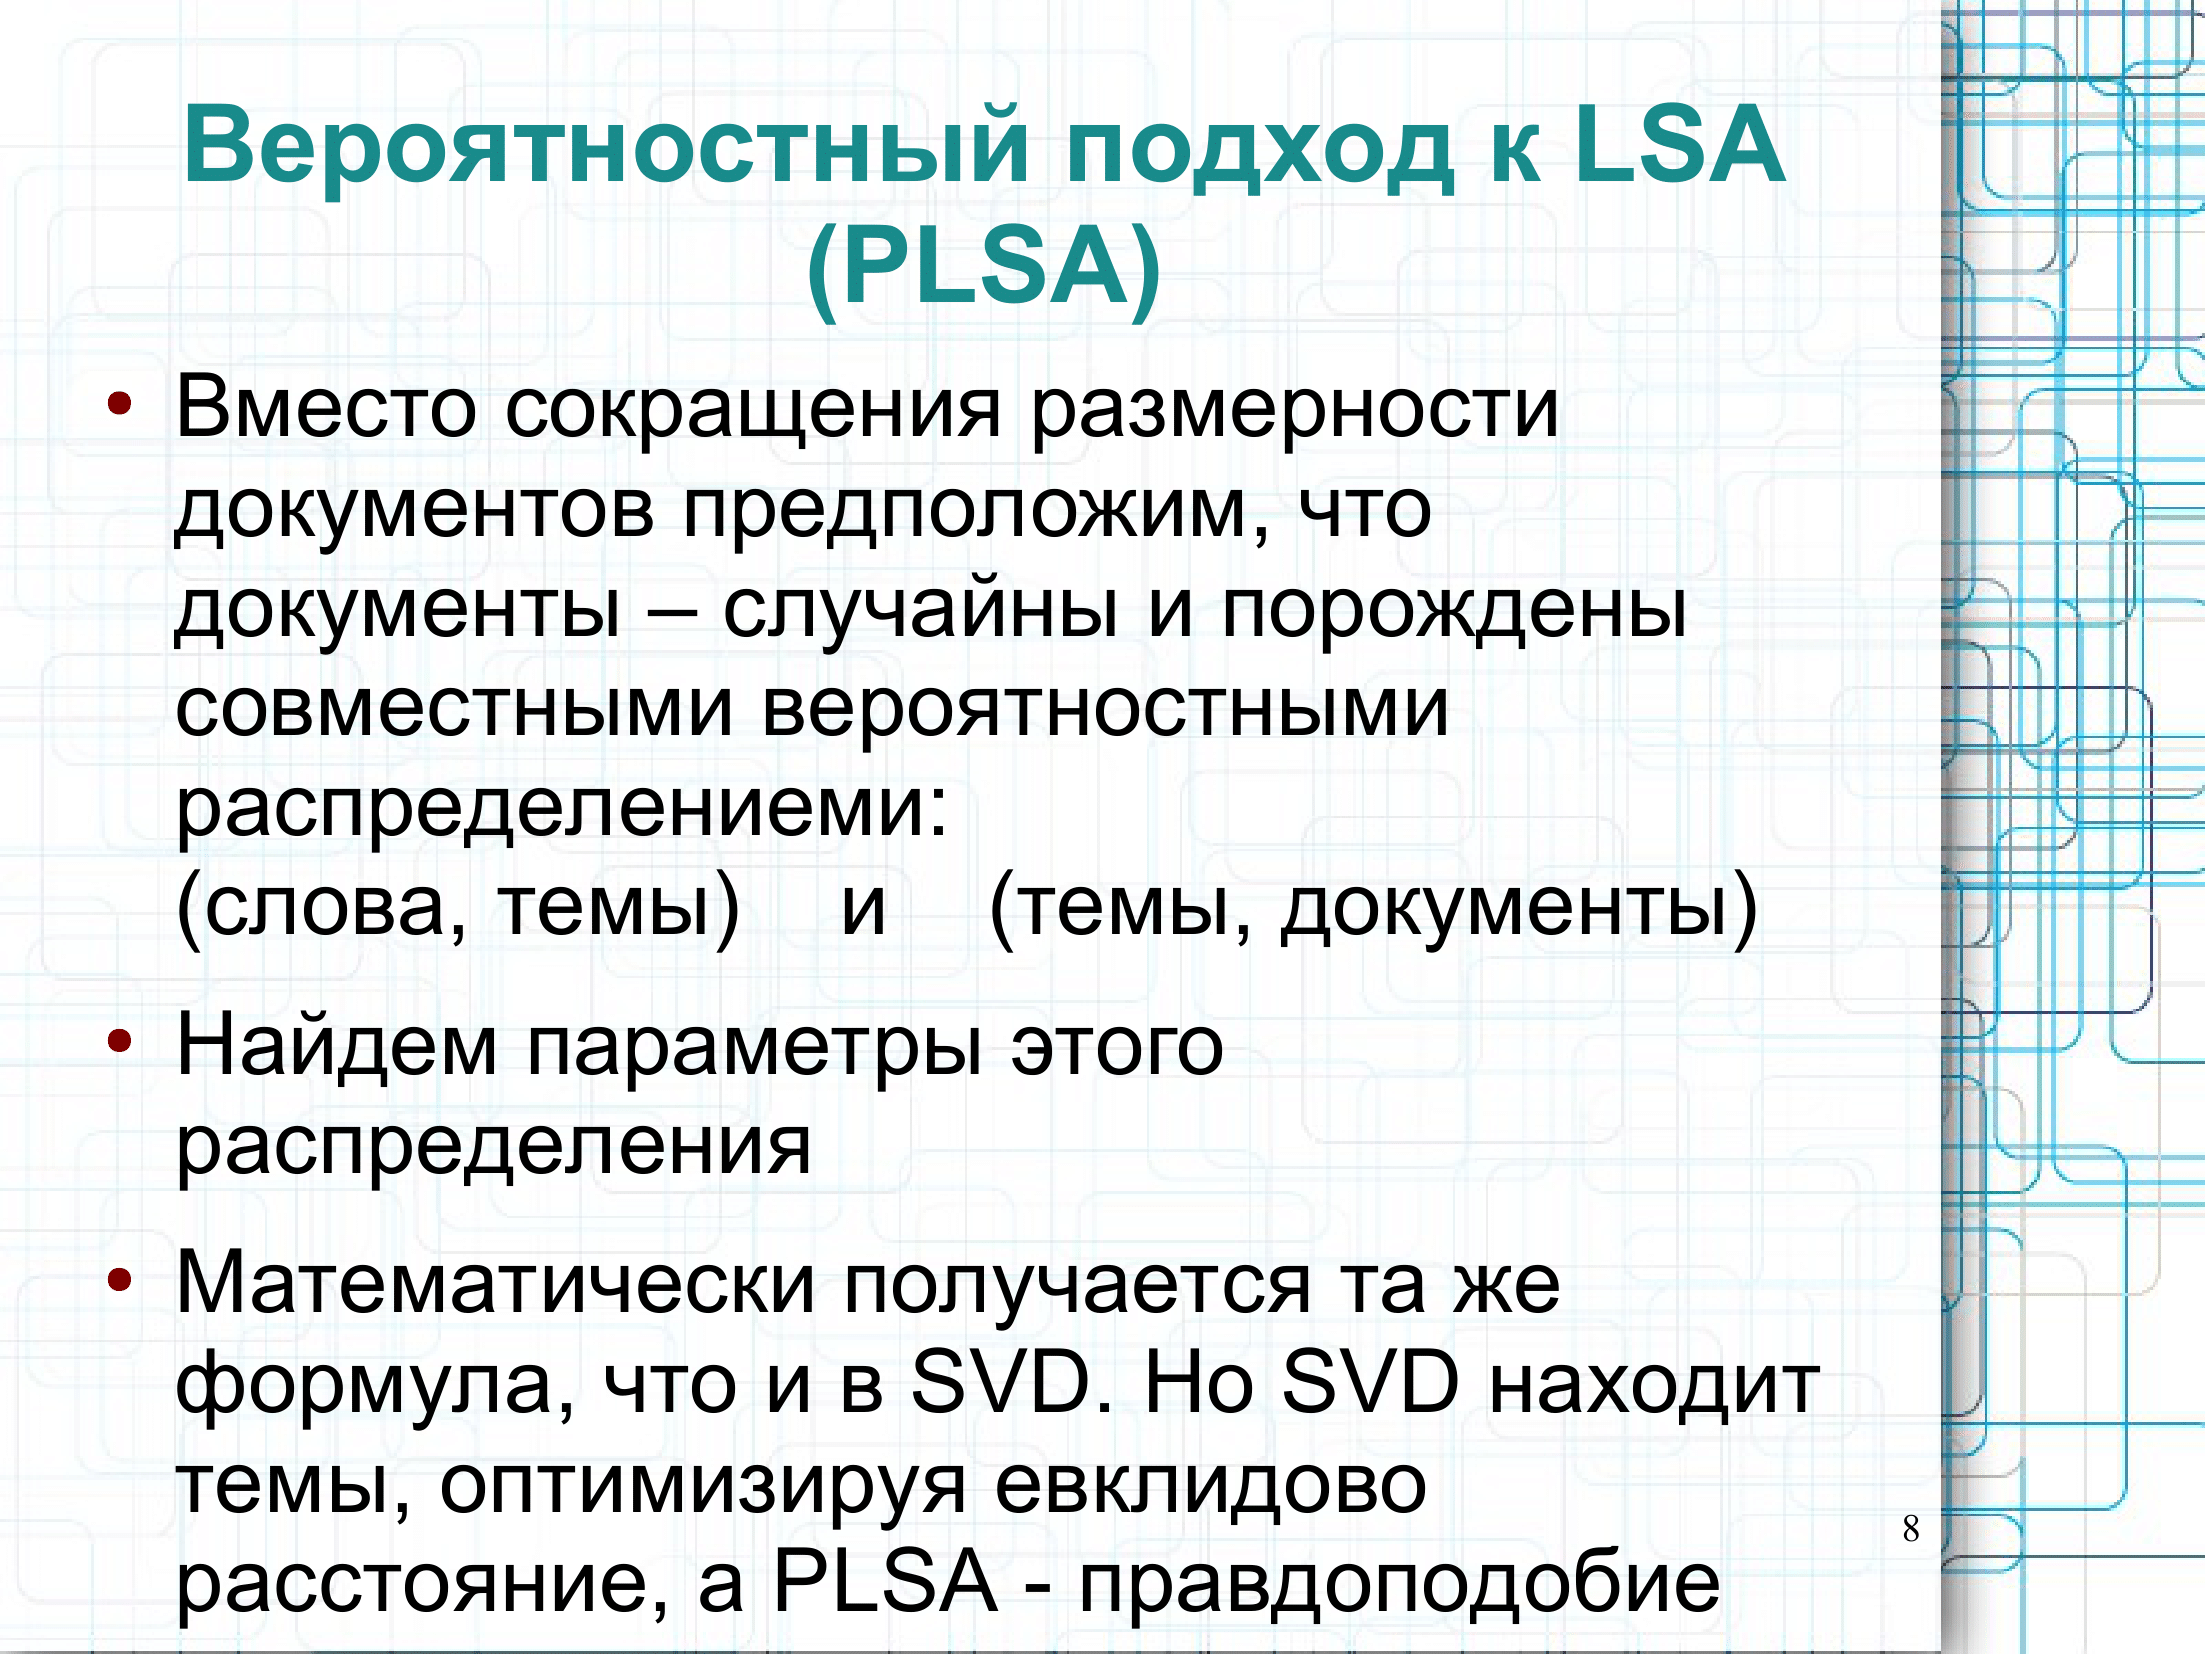 Вероятностный подход к LSA
(PLSA)
• Вместо сокращения размерности
документов предположим, что
документы – случайны и порождены
совместными вероятностными
распределениеми:
(слова, темы) и (темы, документы)
• Найдем параметры этого
распределения
• Математически получается та же
формула, что и в SVD. Но SVD находит
темы, оптимизируя евклидово
расстояние, а PLSA - правдоподобие
8